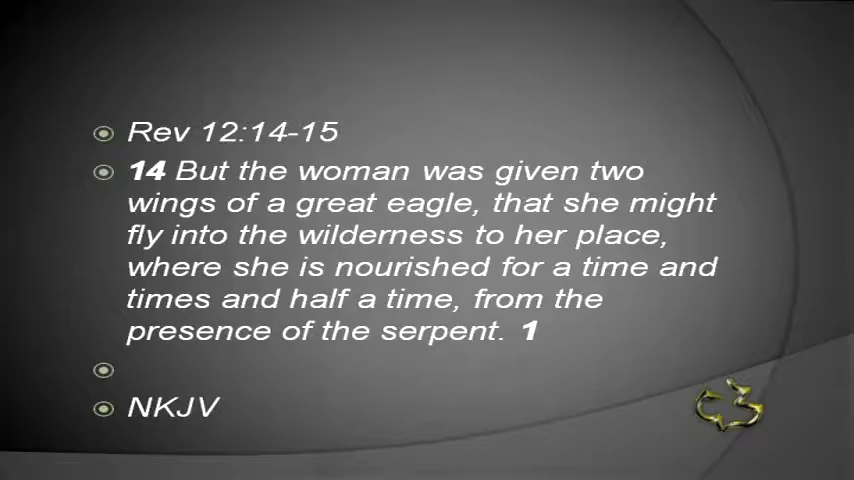 Rev 12:14-15
14 But the woman was given two
wings of a great eagle, that she might
fly into the wilderness to her place,
where she is nourished for a time and
times and half a time, from the
presence of the serpent. 1
NKJV